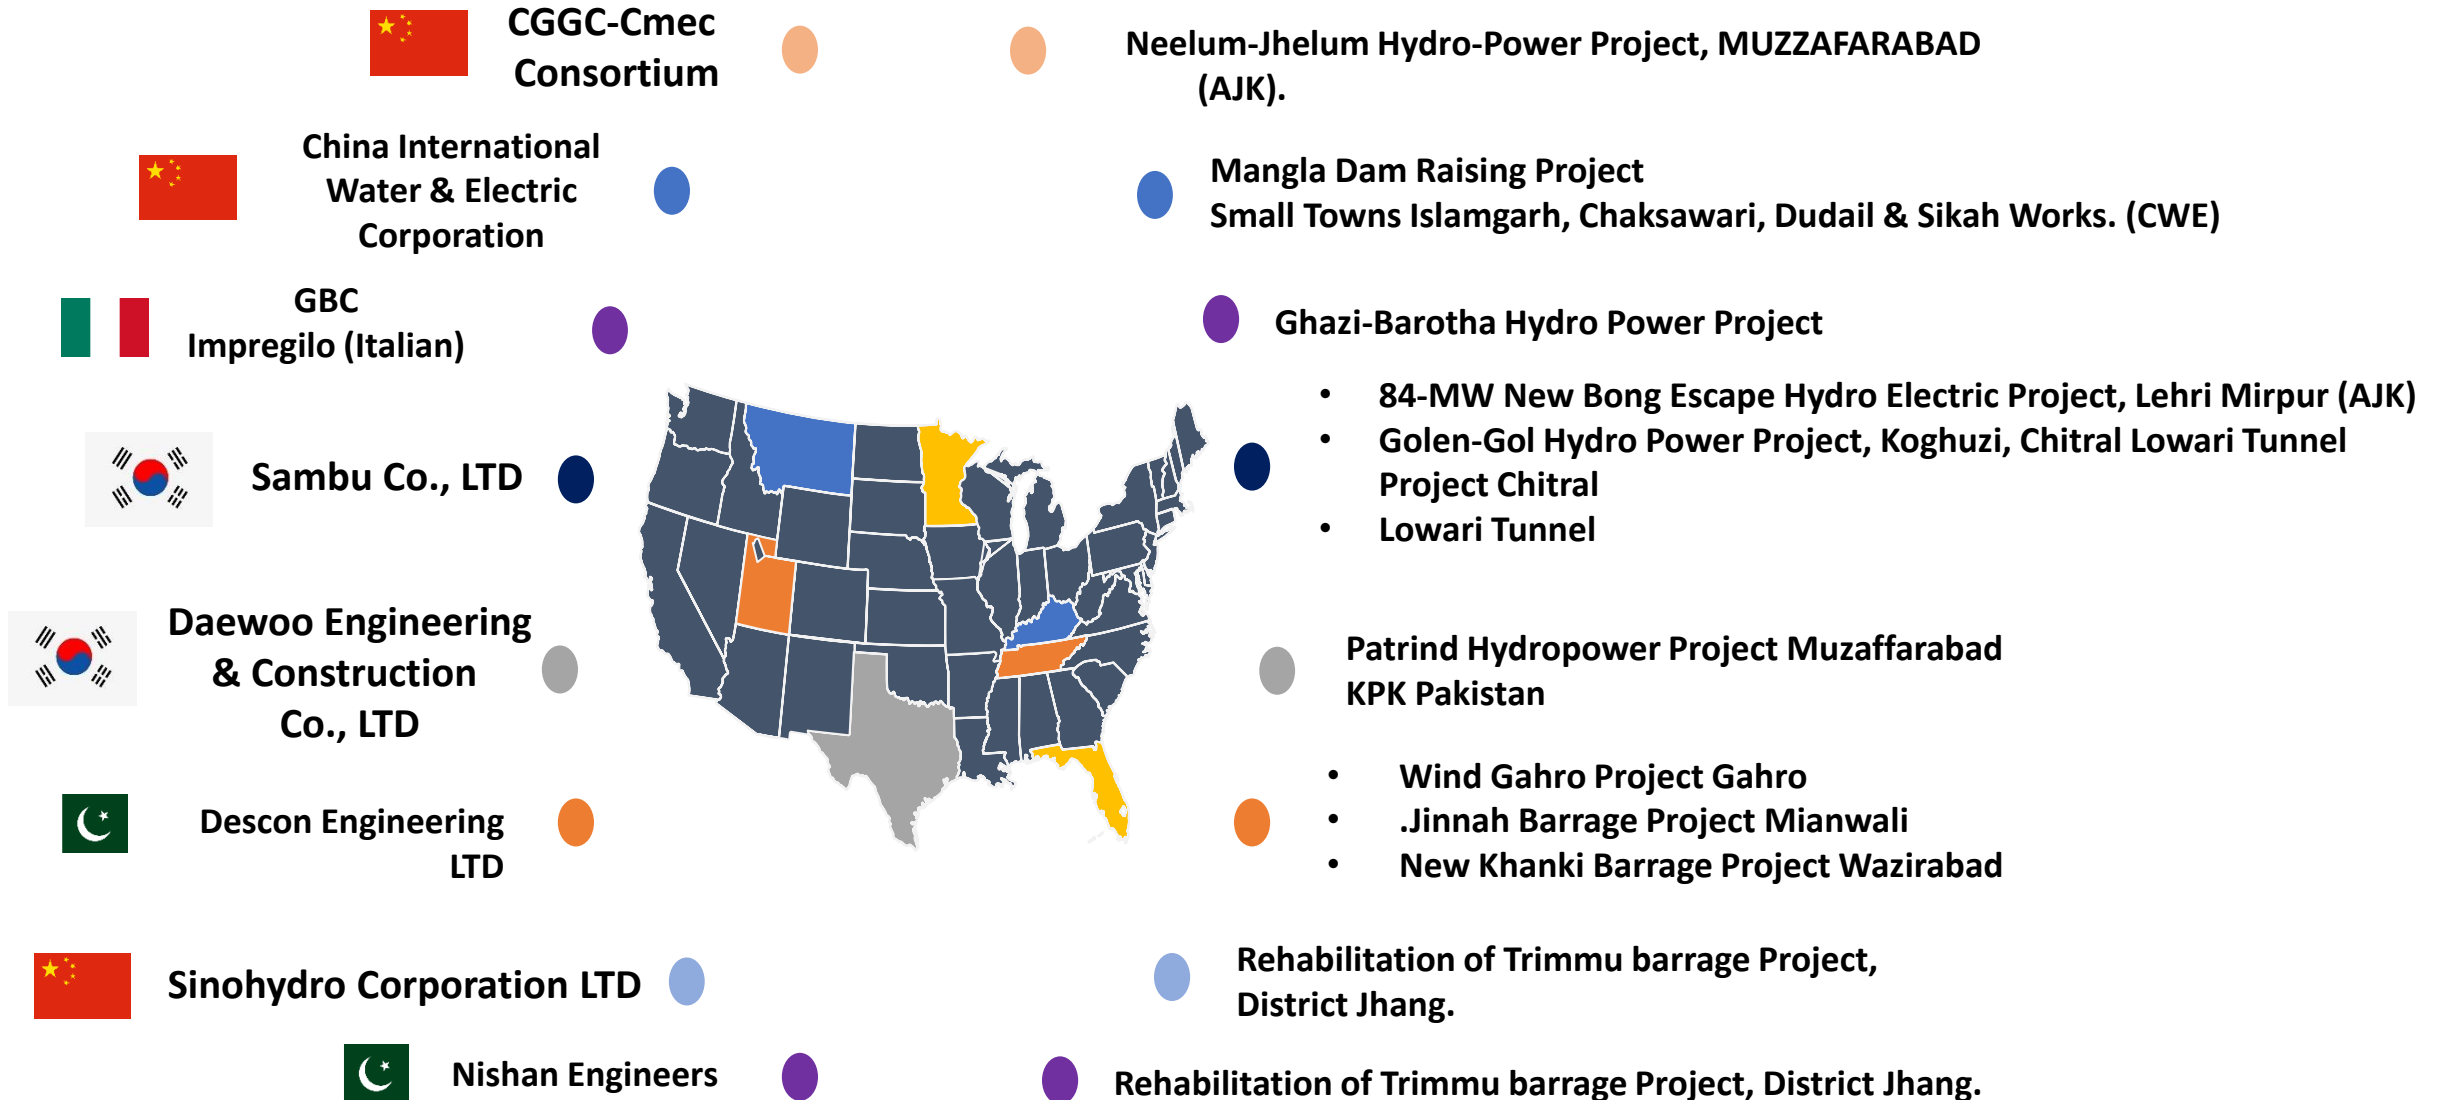 CGGC-Cmec
Consortium
Neelum-Jhelum Hydro-Power Project, MUZZAFARABAD
(AJK).
China International
Water & Electric
Corporation
Mangla Dam Raising Project
Small Towns Islamgarh, Chaksawari, Dudail & Sikah Works. (CWE)
GBC
Impregilo (Italian)
Ghazi-Barotha Hydro Power Project
Sambu Co., LTD
• 84-MW New Bong Escape Hydro Electric Project, Lehri Mirpur (AJK)
• Golen-Gol Hydro Power Project, Koghuzi, Chitral Lowari Tunnel
Project Chitral
• Lowari Tunnel
Daewoo Engineering
& Construction
Co., LTD
Patrind Hydropower Project Muzaffarabad
KPK Pakistan
Descon Engineering
LTD
• Wind Gahro Project Gahro
• .Jinnah Barrage Project Mianwali
• New Khanki Barrage Project Wazirabad
Sinohydro Corporation LTD
Rehabilitation of Trimmu barrage Project,
District Jhang.
Nishan Engineers
Rehabilitation of Trimmu barrage Project, District Jhang.